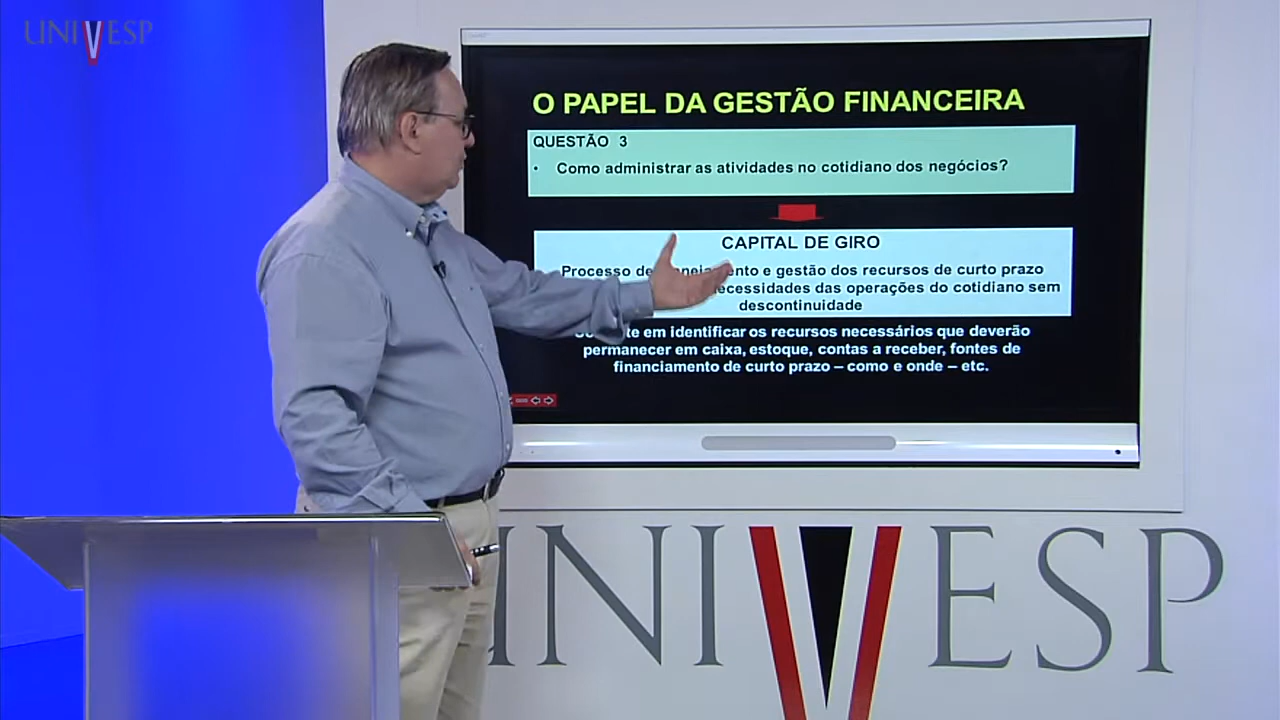 UNIVESP
O PAPEL DA GESTÃO FINANCEIRA
QUESTÃO 3
• Como administrar as atividades no cotidiano dos negócios?
CAPITAL DE GIRO
Processo de e gestão dos recursos de curto prazo
das operações do cotidiano sem
descontinuidade
em identificar os recursos necessários que deverão
permanecer em caixa, estoque, contas a receber, fontes de
financiamento de curto prazo – como e onde – etc.
UNIVESP